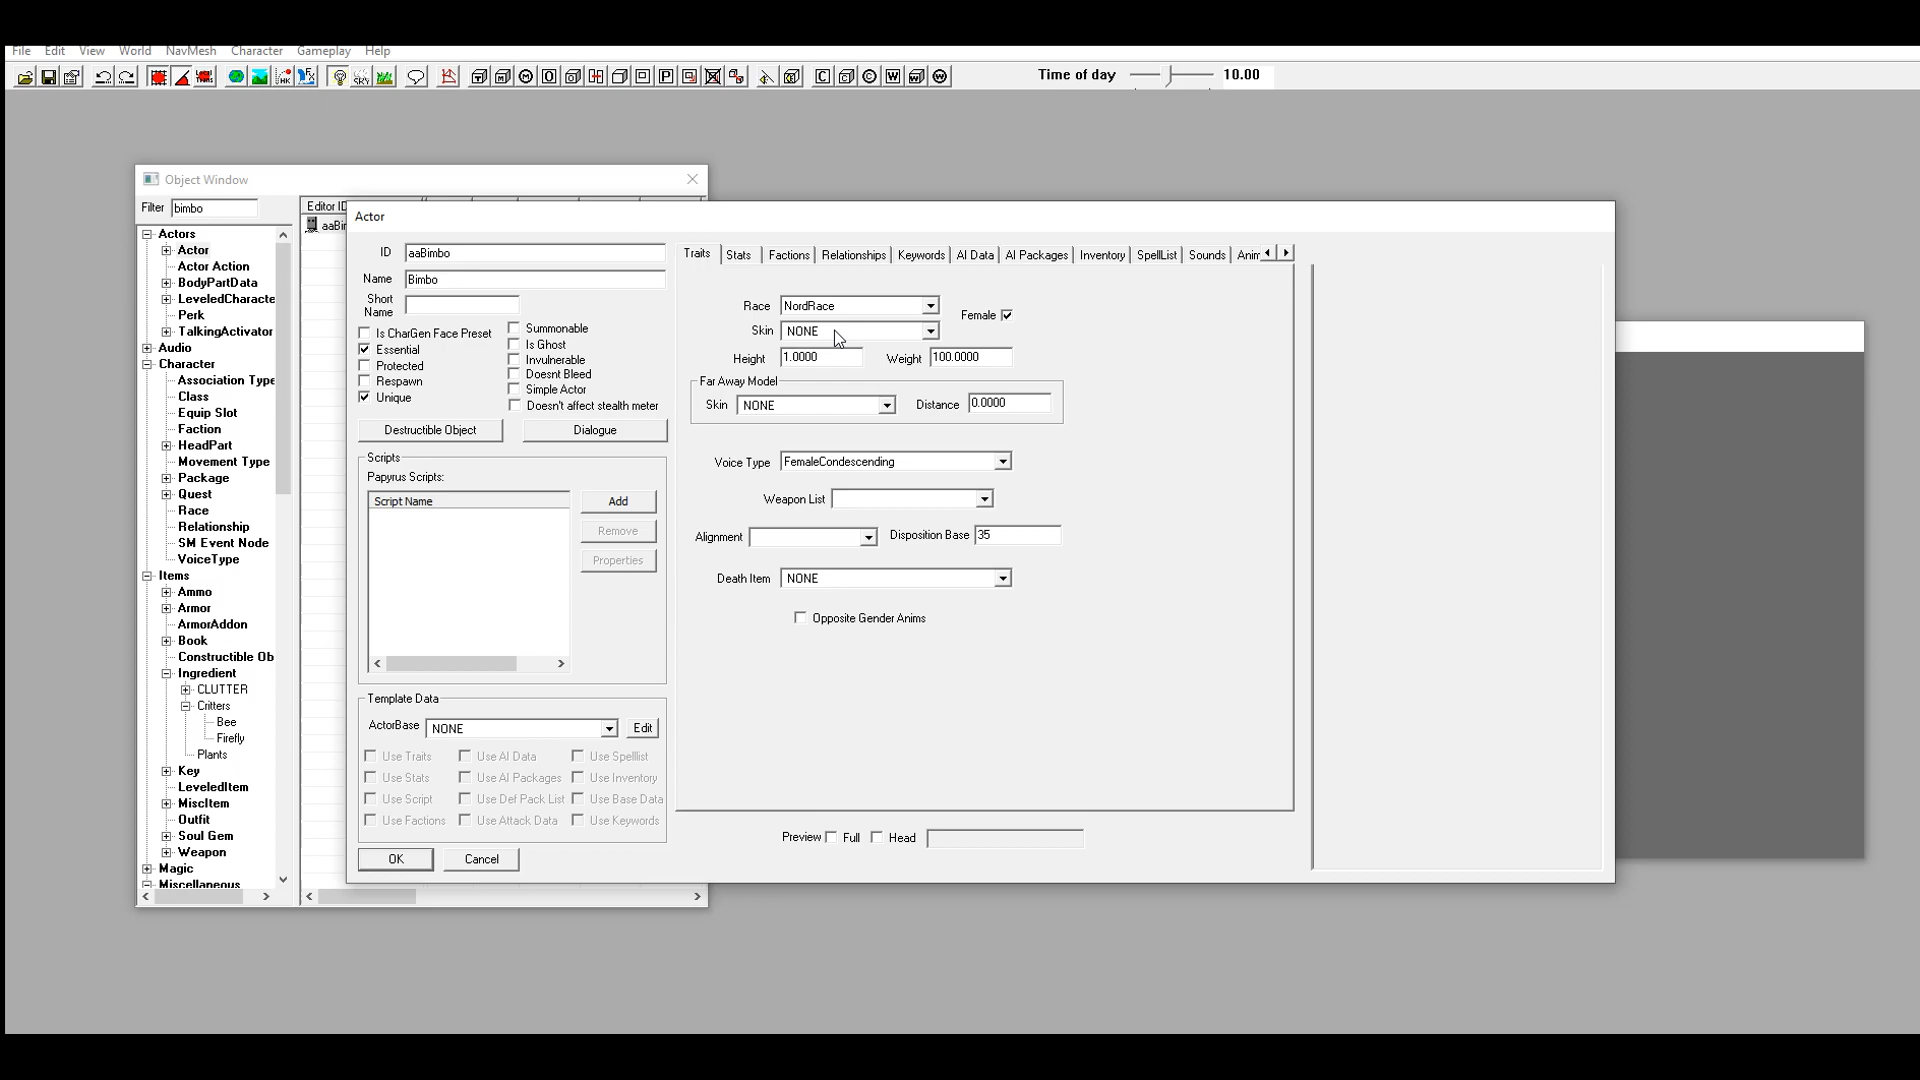 File Edit View World NavMesh Character Gameplay Help
Time of day 10.00
Object Window
Filter bimbo
Editor ID
aaBim
Actors
Actor
Actor Action
BodyPartData
LeveledCharacte
Perk
TalkingActivator
Audio
Character
Association Type
Class
Equip Slot
Faction
HeadPart
Movement Type
Package
Quest
Race
Relationship
SM Event Node
VoiceType
Items
Ammo
Armor
ArmorAddon
Book
Constructible Ob
Ingredient
CLUTTER
Critters
Bee
Firefly
Plants
Key
LeveledItem
MiscItem
Outfit
Soul Gem
Weapon
Magic
Miscellaneous
Actor
ID aaBimbo
Name Bimbo
Short Name
Is CharGen Face Preset
Essential
Protected
Respawn
Unique
Summonable
Is Ghost
Invulnerable
Doesnt Bleed
Simple Actor
Doesn't affect stealth meter
Destructible Object Dialogue
Scripts
Papyrus Scripts:
Script Name
Add
Remove
Properties
Template Data
ActorBase NONE Edit
Use Traits Use AI Data Use Spelllist
Use Stats Use AI Packages Use Inventory
Use Script Use Def Pack List Use Base Data
Use Factions Use Attack Data Use Keywords
OK Cancel
Traits Stats Factions Relationships Keywords AI Data AI Packages Inventory SpellList Sounds Anim
Race NordRace
Female
Skin NONE
Height 1.0000 Weight 100.0000
Far Away Model
Skin NONE Distance 0.0000
Voice Type FemaleCondescending
Weapon List
Alignment Disposition Base 35
Death Item NONE
Opposite Gender Anims
Preview Full Head